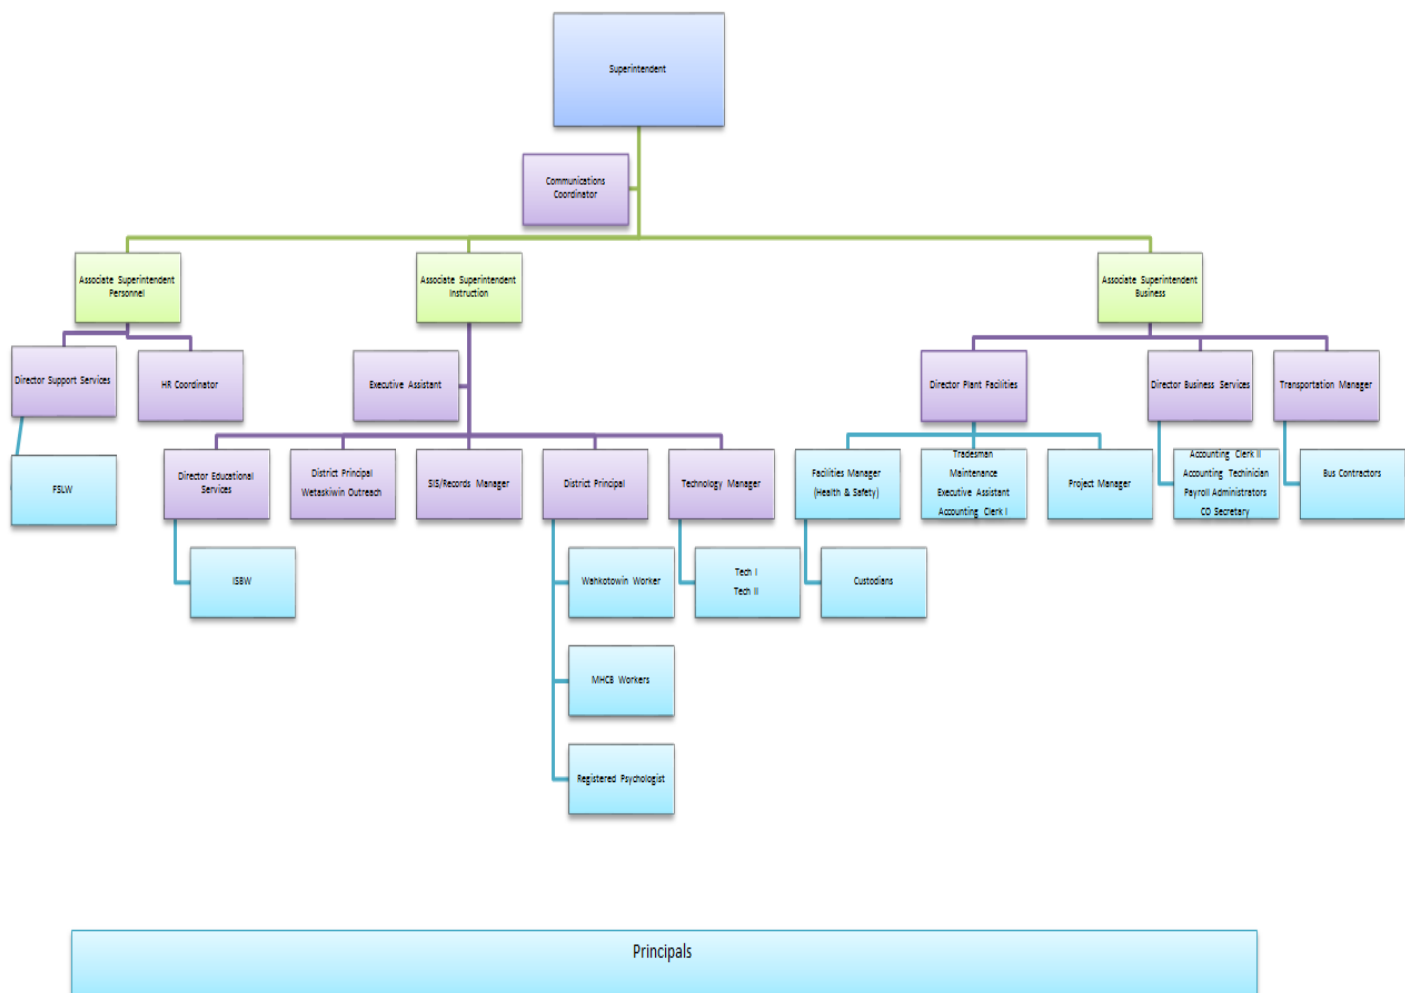 Superintendent
Communications
Coordinator
Associate Superintendent
Personnel
Associate Superintendent
Instruction
Associate Superintendent
Business
Director Support Services
HR Coordinator
Executive Assistant
Director Plant Facilities
Director Business Services
Transportation Manager
FSLW
Director Educational
Services
District Principal
Wetaskiwin Outreach
SIS/Records Manager
District Principal
Technology Manager
Facilities Manager
(Health & Safety)
Tradesman
Maintenance
Executive Assistant
Accounting Clerk I
Project Manager
Accounting Clerk II
Accounting Techinician
Payroll Administrators
CO Secretary
Bus Contractors
ISBW
Wahkotowin Worker
Tech I
Tech II
Custodians
MHCB Workers
Registered Psychologist
Principals